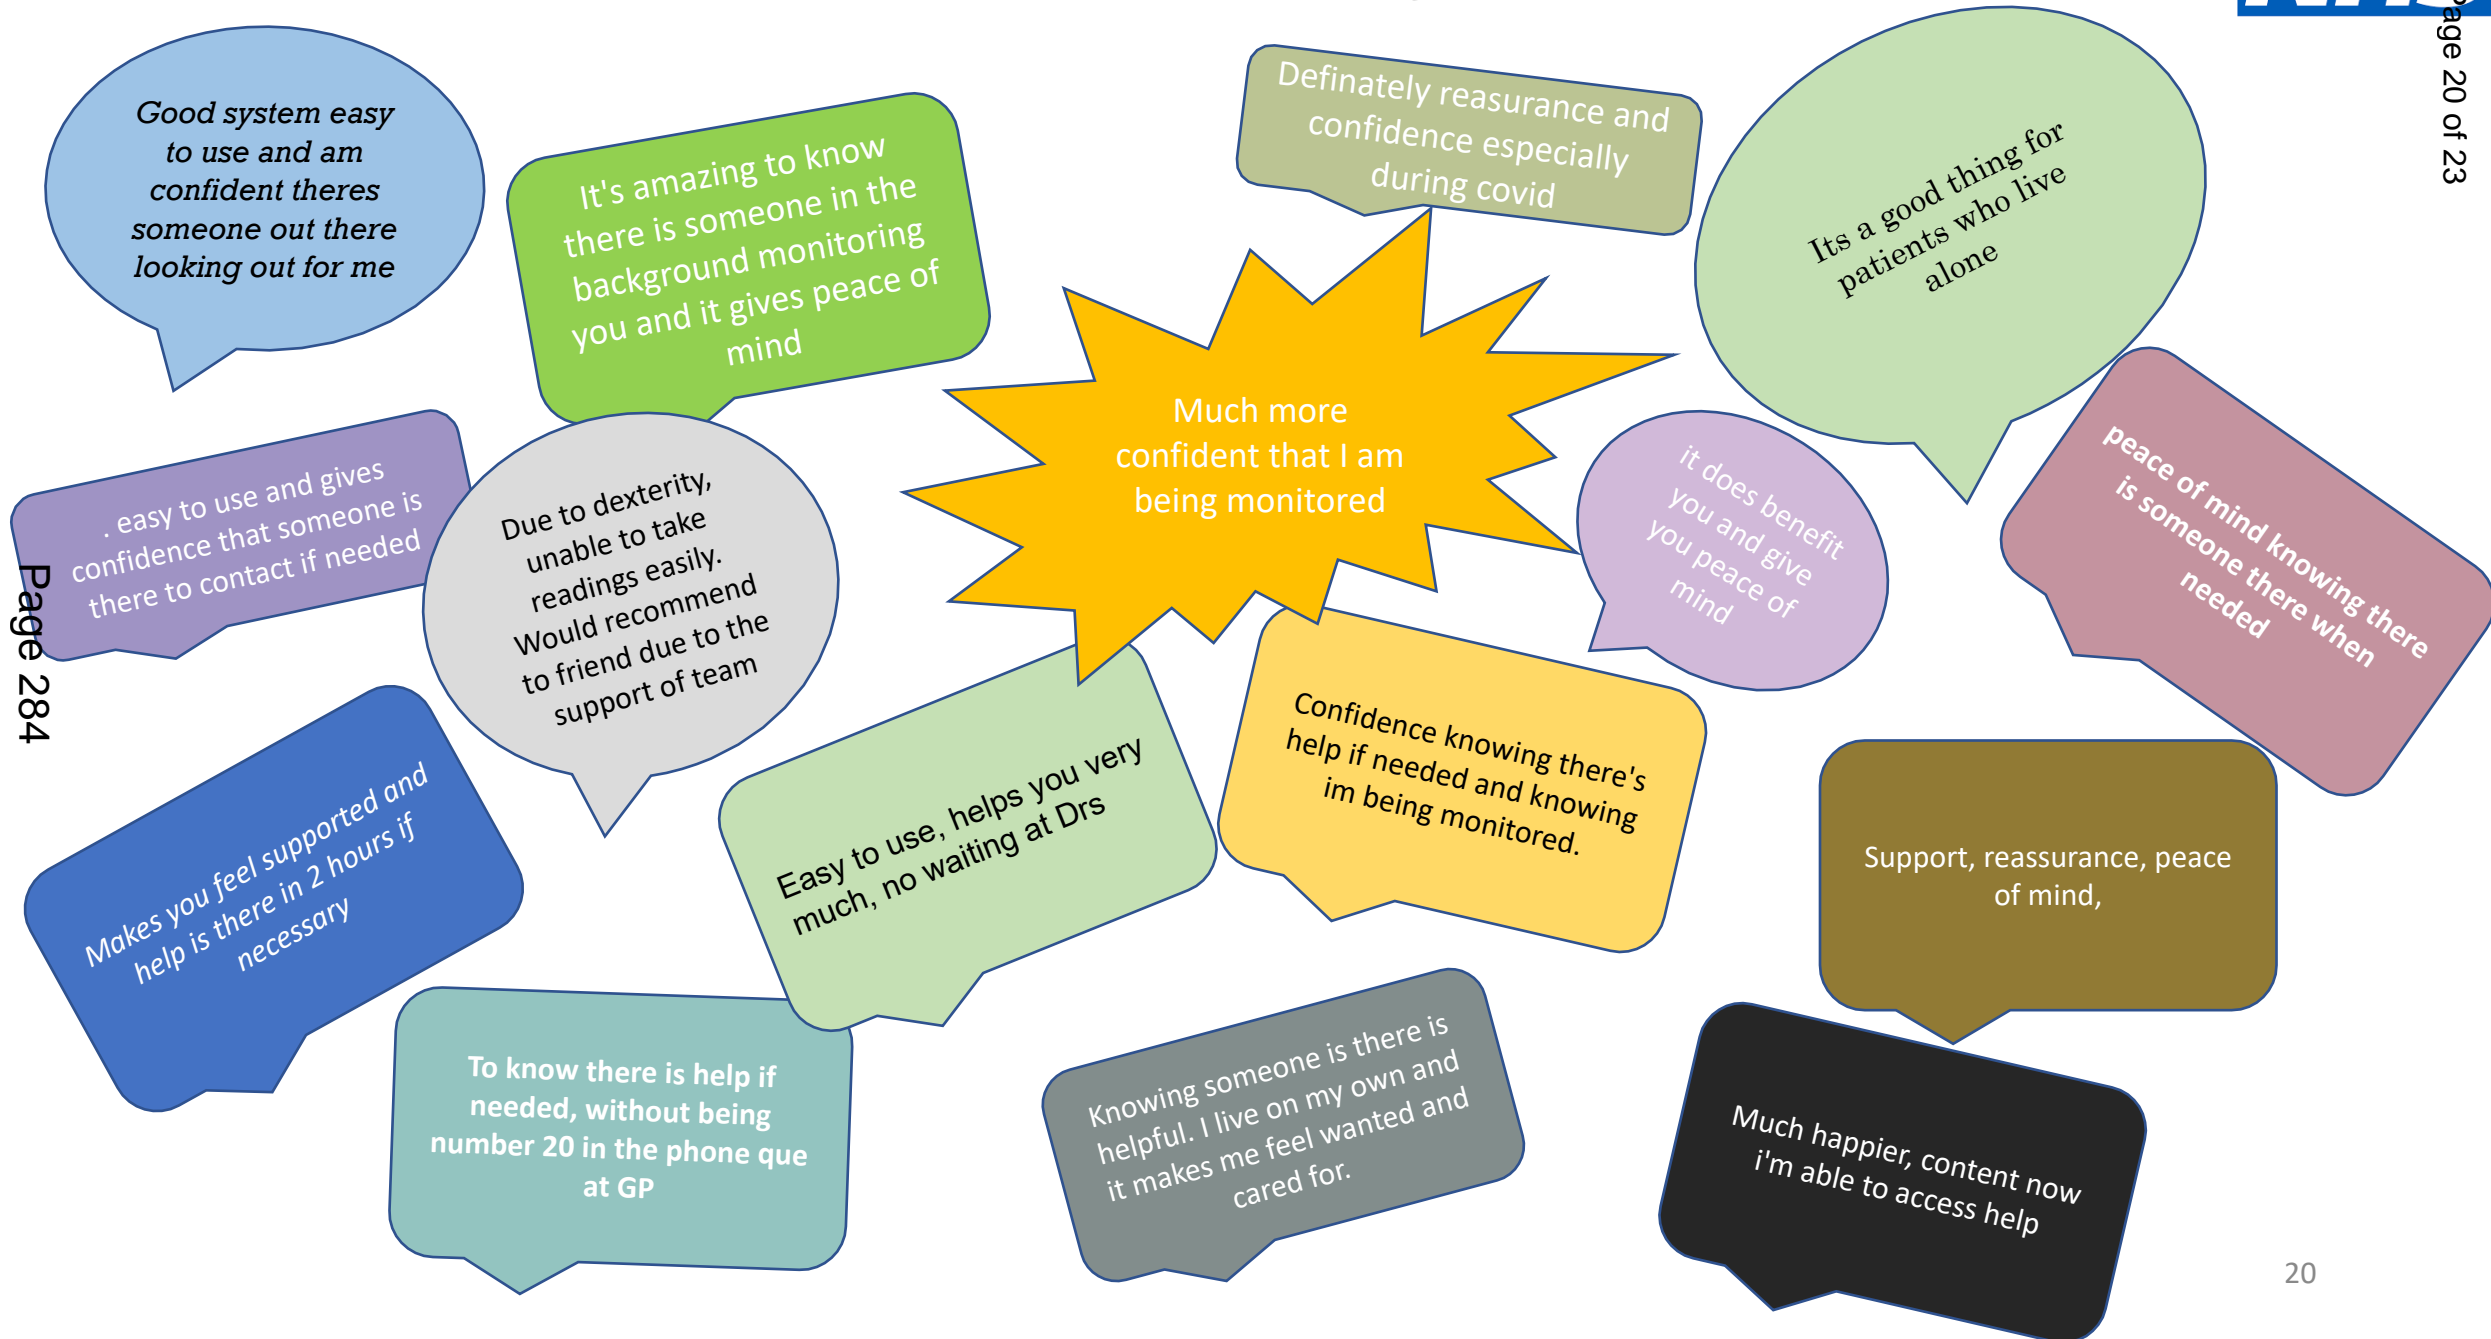 NHS
Page 20 of 23
Good system easy
to use and am
confident theres
someone out there
looking out for me
It's amazing to know
there is someone in the
background monitoring
you and it gives peace of
mind
Definately reasurance and
confidence especially
during covid
Its a good thing for
patients who live
alone
Much more
confident that I am
being monitored
. easy to use and gives
confidence that someone is
there to contact if needed
Due to dexterity,
unable to take
readings easily.
Would recommend
to friend due to the
support of team
it does benefit
you and give
you peace of
mind
peace of mind knowing there
is someone there when
needed
Page 284
Makes you feel supported and
help is there in 2 hours if
necessary
Easy to use, helps you very
much, no waiting at Drs
Confidence knowing there's
help if needed and knowing
im being monitored.
Support, reassurance, peace
of mind,
To know there is help if
needed, without being
number 20 in the phone que
at GP
Knowing someone is there is
helpful. I live on my own and
it makes me feel wanted and
cared for.
Much happier, content now
i'm able to access help
20